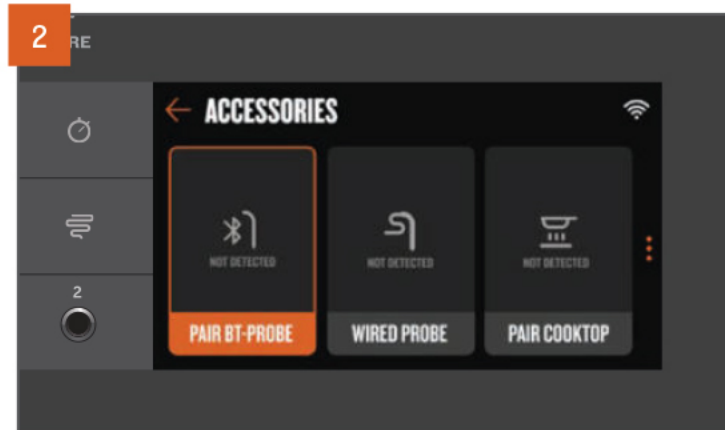 2
RE
ACCESSORIES
NOT DETECTED
NOT DETECTED
NOT DETECTED
2
PAIR BT-PROBE
WIRED PROBE
PAIR COOKTOP